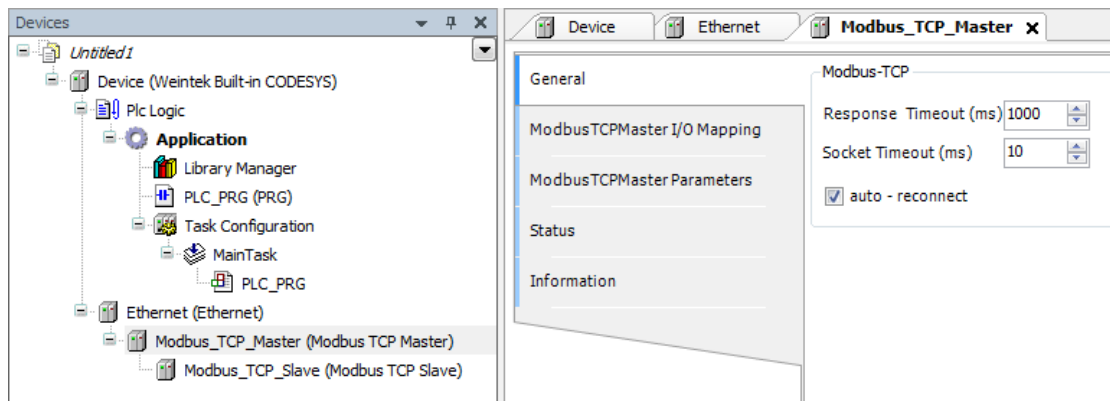 Devices
Untitled1
Device (Weintek Built-in CODESYS)
Plc Logic
Application
Library Manager
PLC_PRG (PRG)
Task Configuration
MainTask
PLC_PRG
Ethernet (Ethernet)
Modbus_TCP_Master (Modbus TCP Master)
Modbus_TCP_Slave (Modbus TCP Slave)
Device Ethernet Modbus_TCP_Master
General
ModbusTCPMaster I/O Mapping
ModbusTCPMaster Parameters
Status
Information
Modbus-TCP
Response Timeout (ms) 1000
Socket Timeout (ms) 10
auto - reconnect